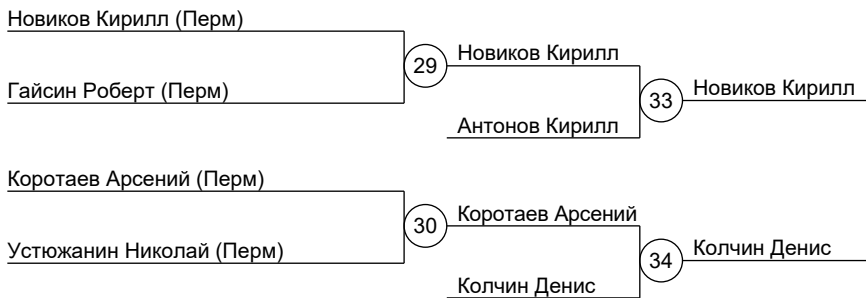 Новиков Кирилл (Перм)
29
Новиков Кирилл
Гайсин Роберт (Перм)
33
Новиков Кирилл
Антонов Кирилл
Коротаев Арсений (Перм)
30
Коротаев Арсений
Устюжанин Николай (Перм)
34
Колчин Денис
Колчин Денис